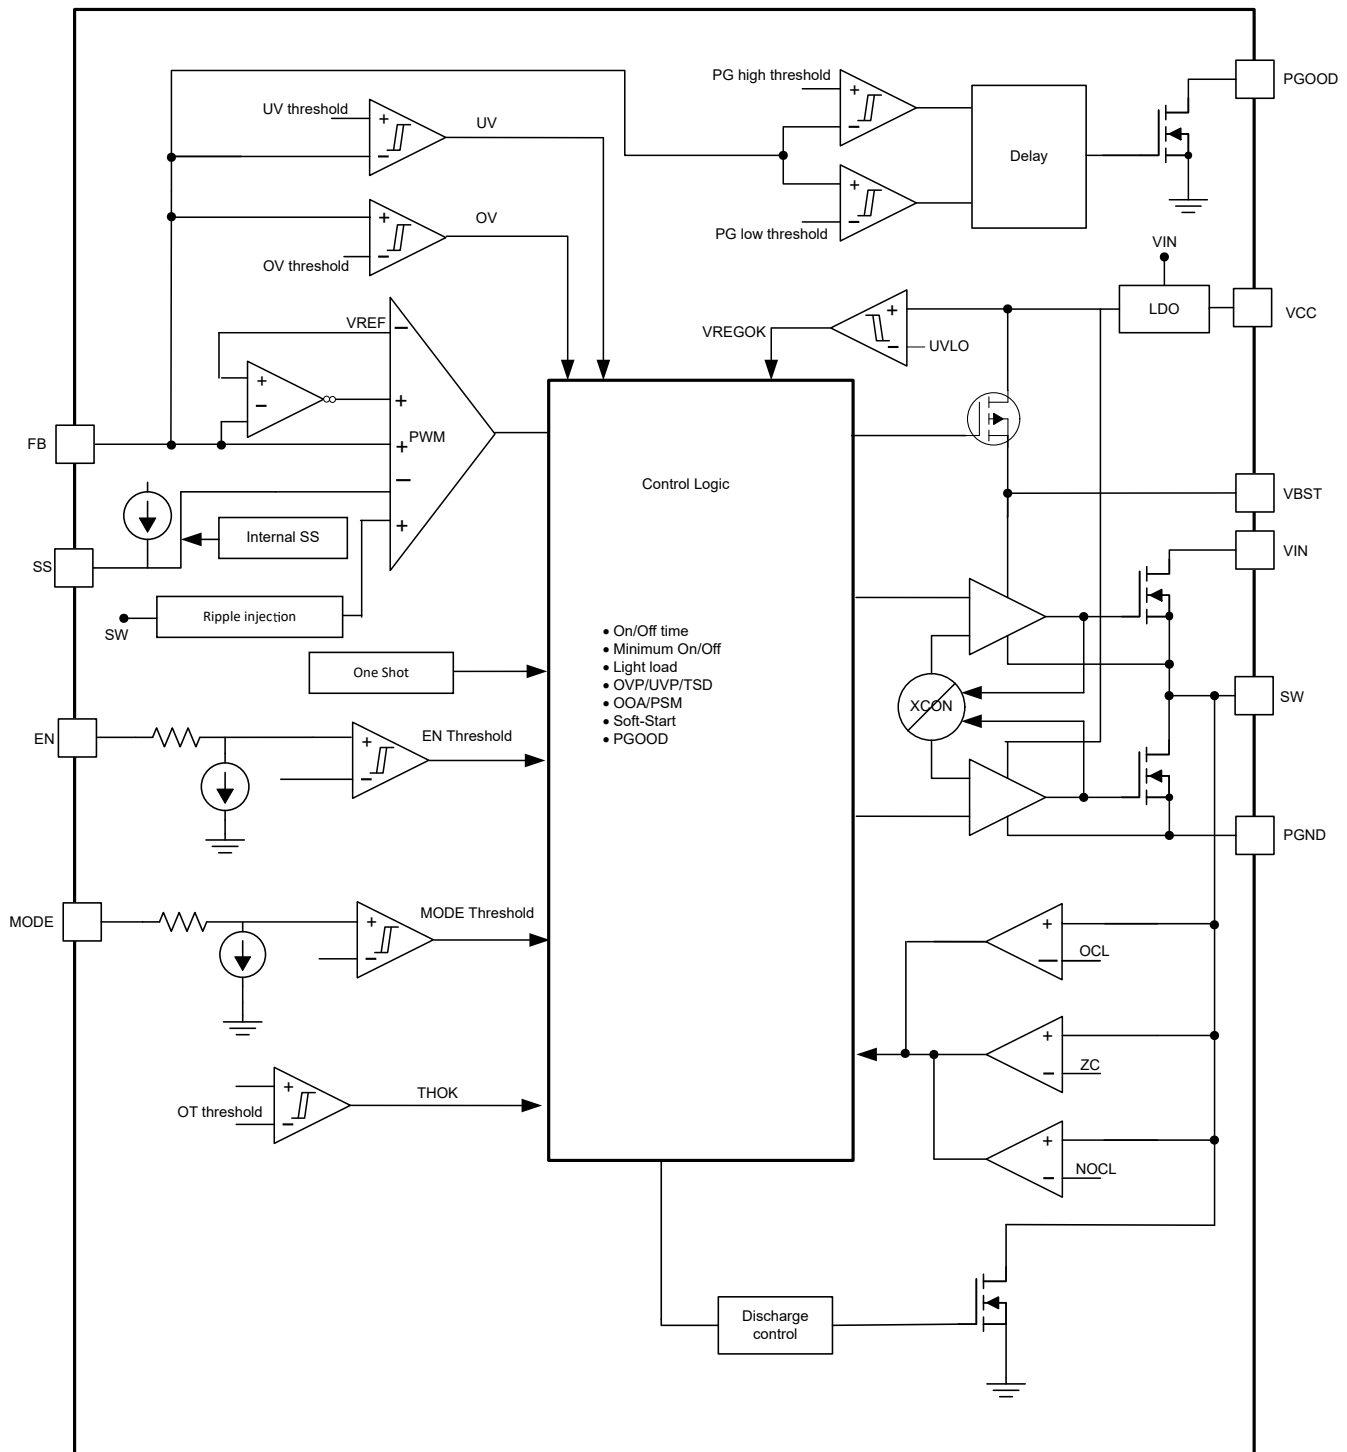 PG high threshold
PGOOD
UV threshold
UV
Delay
OV
PG low threshold
VIN
OV threshold
LDO
VCC
VREF
VREGOK
UVLO
FB
PWM
Control Logic
VBST
Internal SS
VIN
SS
Ripple injection
SW
• On/Off time
• Minimum On/Off
• Light load
• OVP/UVP/TSD
• OOA/PSM
• Soft-Start
• PGOOD
One Shot
XCON
SW
EN
EN Threshold
PGND
MODE
MODE Threshold
OCL
ZC
THOK
OT threshold
NOCL
Discharge
control